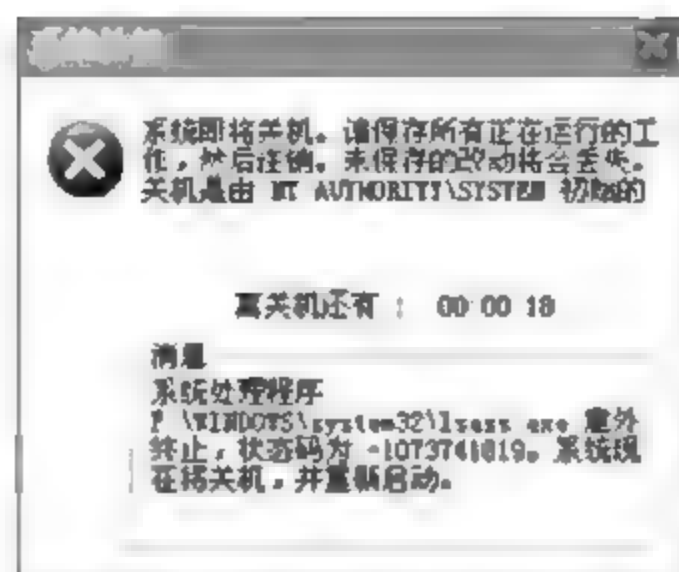 系统关机
系统即将关机。请保存所有正在运行的工
作,然后注销。未保存的改动将会丢失。
关机是由 NT AUTHORITY\SYSTEM 初始的
离关机还有: 00:00:18
消息
系统处理程序
\WINDOWS\system32\lsass.exe 意外
终止,状态码为 -1073741819。系统现
在将关机,并重新启动。